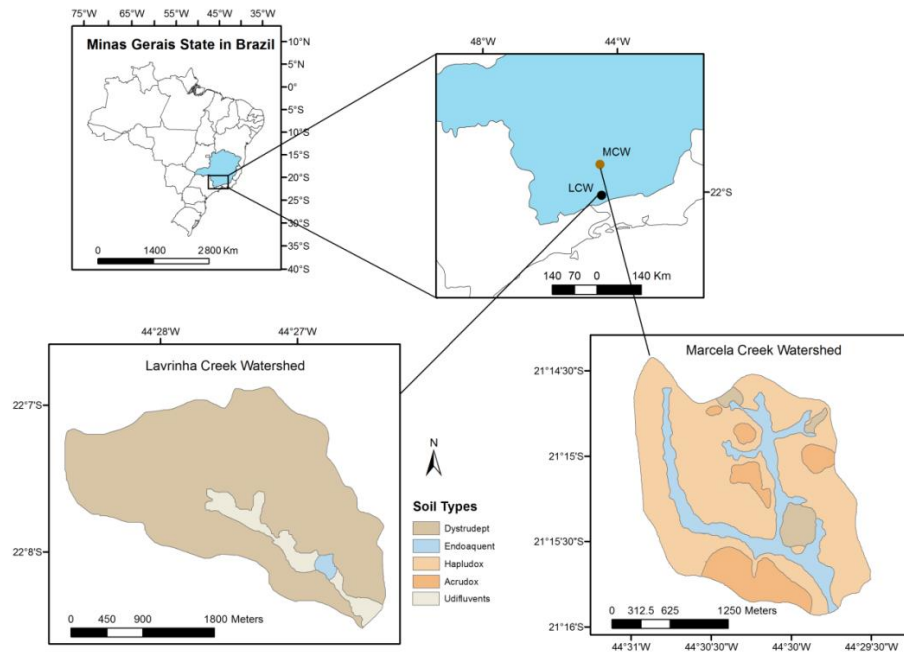 75°W 65°W 55°W 45°W 35°W
Minas Gerais State in Brazil
10°N
5°N
0°
5°S
10°S
15°S
20°S
25°S
30°S
35°S
40°S
0 1400 2800 Km
48°W 44°W
MCW
LCW
22°S
140 70 0 140 Km
44°28'W 44°27'W
Lavrinha Creek Watershed
22°7'S
22°8'S
0 450 900 1800 Meters
N
Soil Types
Dystrudept
Endoaquent
Hapludox
Acrudox
Udifluvents
Marcela Creek Watershed
21°14'30"S
21°15'S
21°15'30"S
21°16'S
0 312.5 625 1250 Meters
44°31'W 44°30'30"W 44°30'W 44°29'30"W